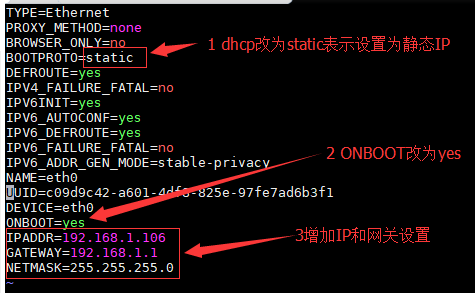 TYPE=Ethernet
PROXY_METHOD=none
BROWSER_ONLY=no
BOOTPROTO=static
1 dhcp改为static表示设置为静态IP
DEFROUTE=yes
IPV4_FAILURE_FATAL=no
IPV6INIT=yes
IPV6_AUTOCONF=yes
IPV6_DEFROUTE=yes
IPV6_FAILURE_FATAL=no
IPV6_ADDR_GEN_MODE=stable-privacy
2 ONBOOT改为yes
NAME=eth0
UUID=c09d9c42-a601-4df8-825e-97fe7ad6b3f1
DEVICE=eth0
ONBOOT=yes
IPADDR=192.168.1.106
3增加IP和网关设置
GATEWAY=192.168.1.1
NETMASK=255.255.255.0
~